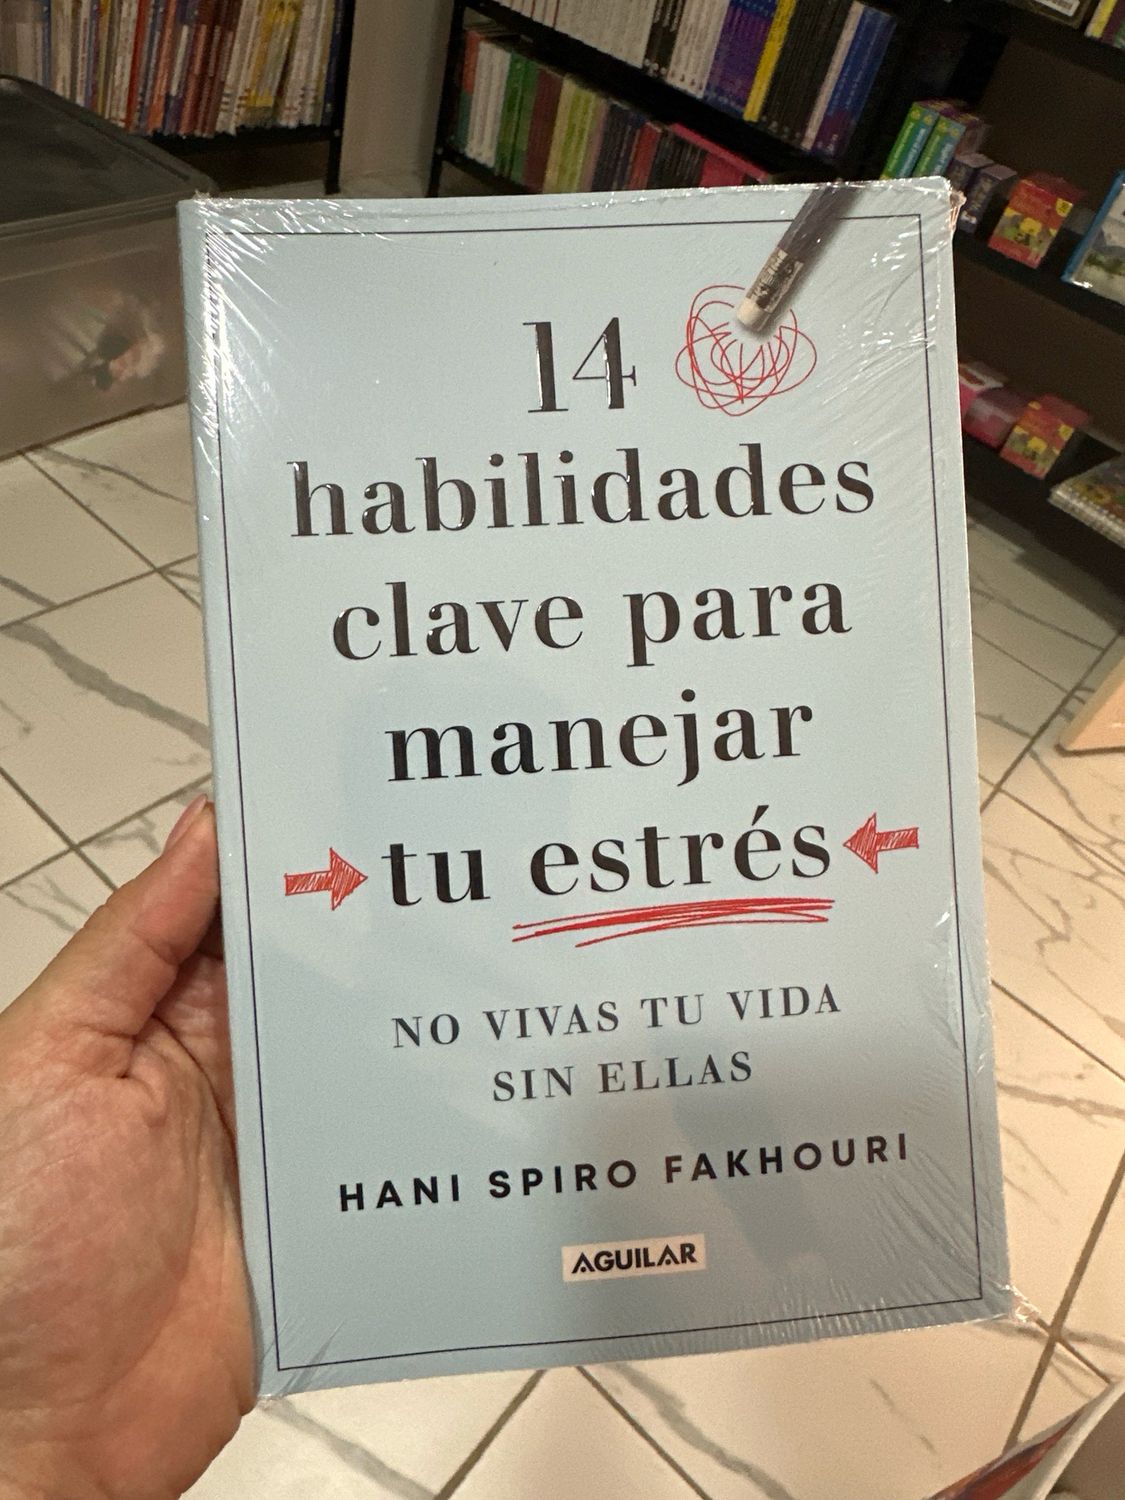 14
habilidades
clave para
manejar
tu estrés
NO VIVAS TU VIDA
SIN ELLAS
HANI SPIRO FAKHOURI
AGUILAR